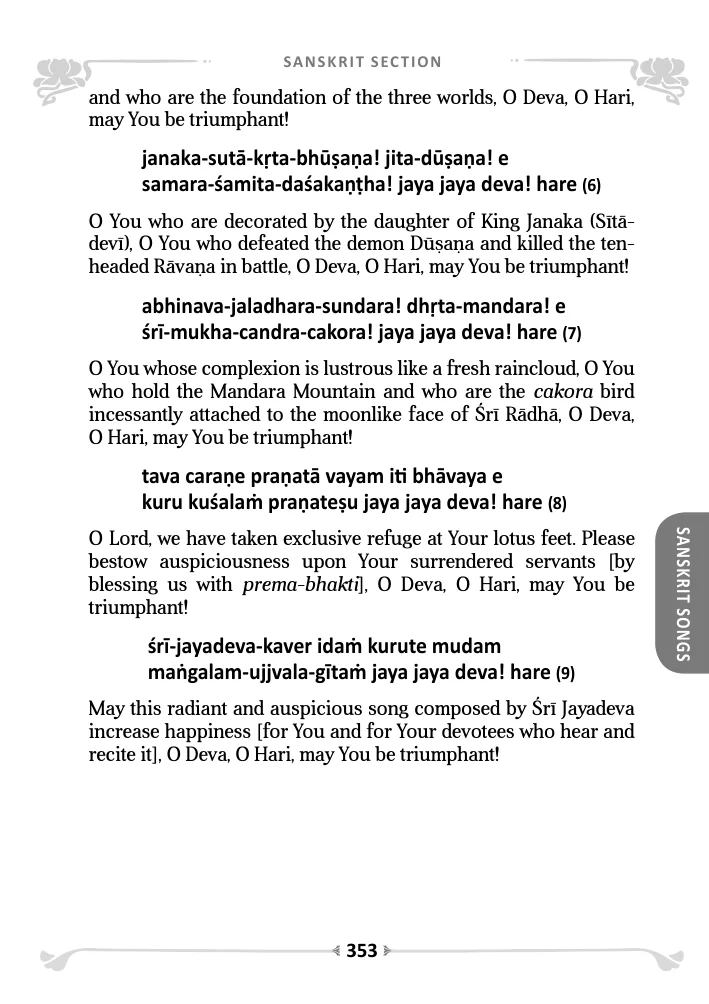 SANSKRIT SECTION
and who are the foundation of the three worlds, O Deva, O Hari,
may You be triumphant!
janaka-sutā-kṛta-bhūṣaṇa! jita-dūṣaṇa! e
samara-śamita-daśakaṇṭha! jaya jaya deva! hare (6)
O You who are decorated by the daughter of King Janaka (Sītā-
devī), O You who defeated the demon Dūṣaṇa and killed the ten-
headed Rāvaṇa in battle, O Deva, O Hari, may You be triumphant!
abhinava-jaladhara-sundara! dhṛta-mandara! e
śrī-mukha-candra-cakora! jaya jaya deva! hare (7)
O You whose complexion is lustrous like a fresh raincloud, O You
who hold the Mandara Mountain and who are the cakora bird
incessantly attached to the moonlike face of Śrī Rādhā, O Deva,
O Hari, may You be triumphant!
tava caraṇe praṇatā vayam iti bhāvaya e
kuru kuśalaṁ praṇateṣu jaya jaya deva! hare (8)
O Lord, we have taken exclusive refuge at Your lotus feet. Please
bestow auspiciousness upon Your surrendered servants [by
blessing us with prema-bhakti], O Deva, O Hari, may You be
triumphant!
śrī-jayadeva-kaver idaṁ kurute mudam
maṅgalam-ujjvala-gītaṁ jaya jaya deva! hare (9)
May this radiant and auspicious song composed by Śrī Jayadeva
increase happiness [for You and for Your devotees who hear and
recite it], O Deva, O Hari, may You be triumphant!
SANSKRIT SONGS
353